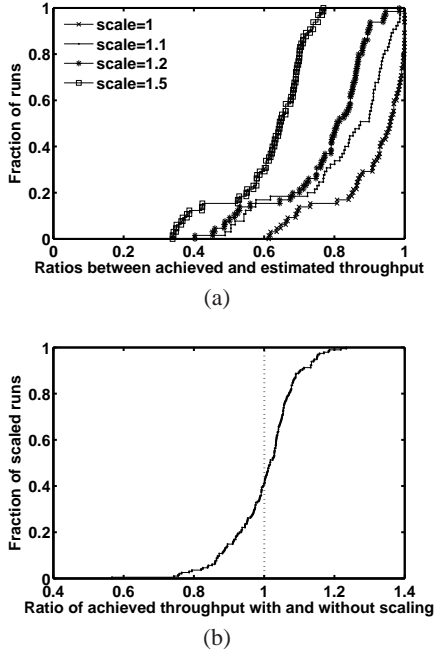 1
0.8
0.6
0.4
0.2
0
Fraction of runs
scale=1
scale=1.1
scale=1.2
scale=1.5
0 0.2 0.4 0.6 0.8 1
Ratios between achieved and estimated throughput
(a)
1
0.8
0.6
0.4
0.2
0
Fraction of scaled runs
0.4 0.6 0.8 1 1.2 1.4
Ratio of achieved throughput with and without scaling
(b)